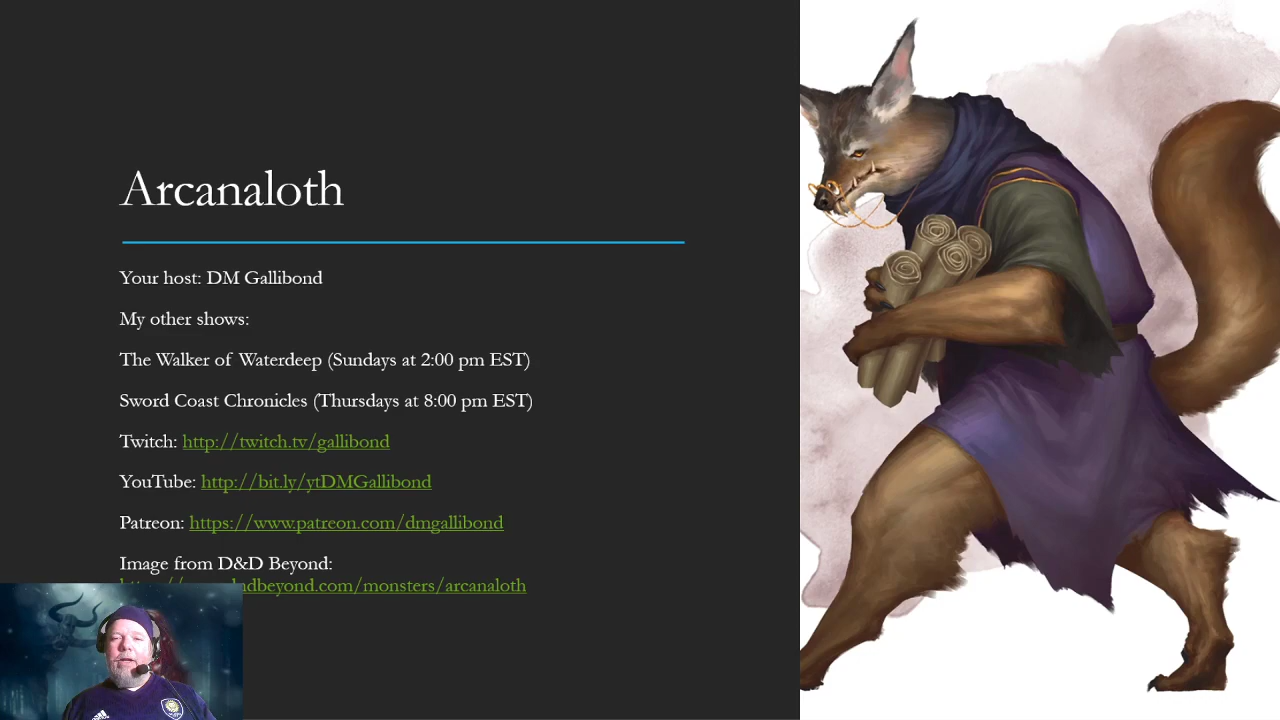 Arcanaloth
Your host: DM Gallibond
My other shows:
The Walker of Waterdeep (Sundays at 2:00 pm EST)
Sword Coast Chronicles (Thursdays at 8:00 pm EST)
Twitch: http://twitch.tv/gallibond
YouTube: http://bit.ly/ytDMGallibond
Patreon: https://www.patreon.com/dmgallibond
Image from D&D Beyond:
dbeyond.com/monsters/arcanaloth